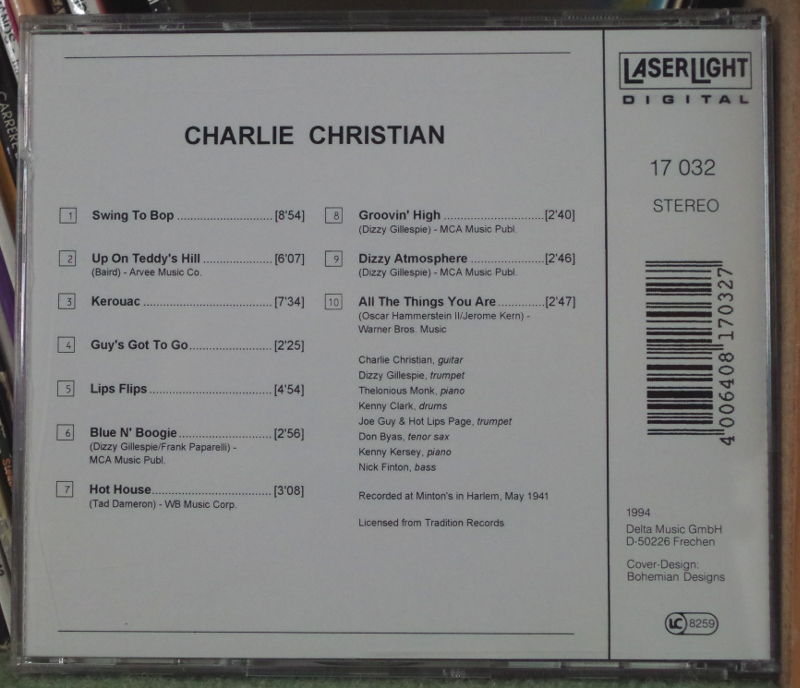 CHARLIE CHRISTIAN
1 Swing To Bop ............................ [8'54]
2 Up On Teddy's Hill .................... [6'07]
(Baird) - Arvee Music Co.
3 Kerouac ..................................... [7'34]
4 Guy's Got To Go ........................ [2'25]
5 Lips Flips ................................... [4'54]
6 Blue N' Boogie ........................... [2'56]
(Dizzy Gillespie/Frank Paparelli) -
MCA Music Publ.
7 Hot House ................................... [3'08]
(Tad Dameron) - WB Music Corp.
8 Groovin' High ............................. [2'40]
(Dizzy Gillespie) - MCA Music Publ.
9 Dizzy Atmosphere ...................... [2'46]
(Dizzy Gillespie) - MCA Music Publ.
10 All The Things You Are ............. [2'47]
(Oscar Hammerstein II/Jerome Kern) -
Warner Bros. Music
Charlie Christian, guitar
Dizzy Gillespie, trumpet
Thelonious Monk, piano
Kenny Clark, drums
Joe Guy & Hot Lips Page, trumpet
Don Byas, tenor sax
Kenny Kersey, piano
Nick Finton, bass
Recorded at Minton's in Harlem, May 1941
Licensed from Tradition Records
LASERLIGHT
DIGITAL
17 032
STEREO
4 006408 170327
1994
Delta Music GmbH
D-50226 Frechen
Cover-Design:
Bohemian Designs
LC 8259
CARRERE